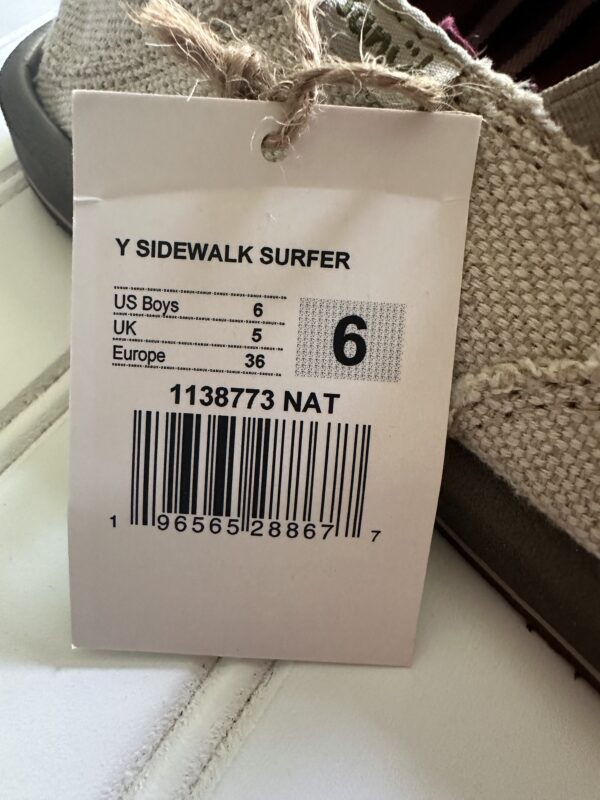 Y SIDEWALK SURFER
US Boys 6
UK 5
Europe 36
6
1138773 NAT
1 96565 28867 7